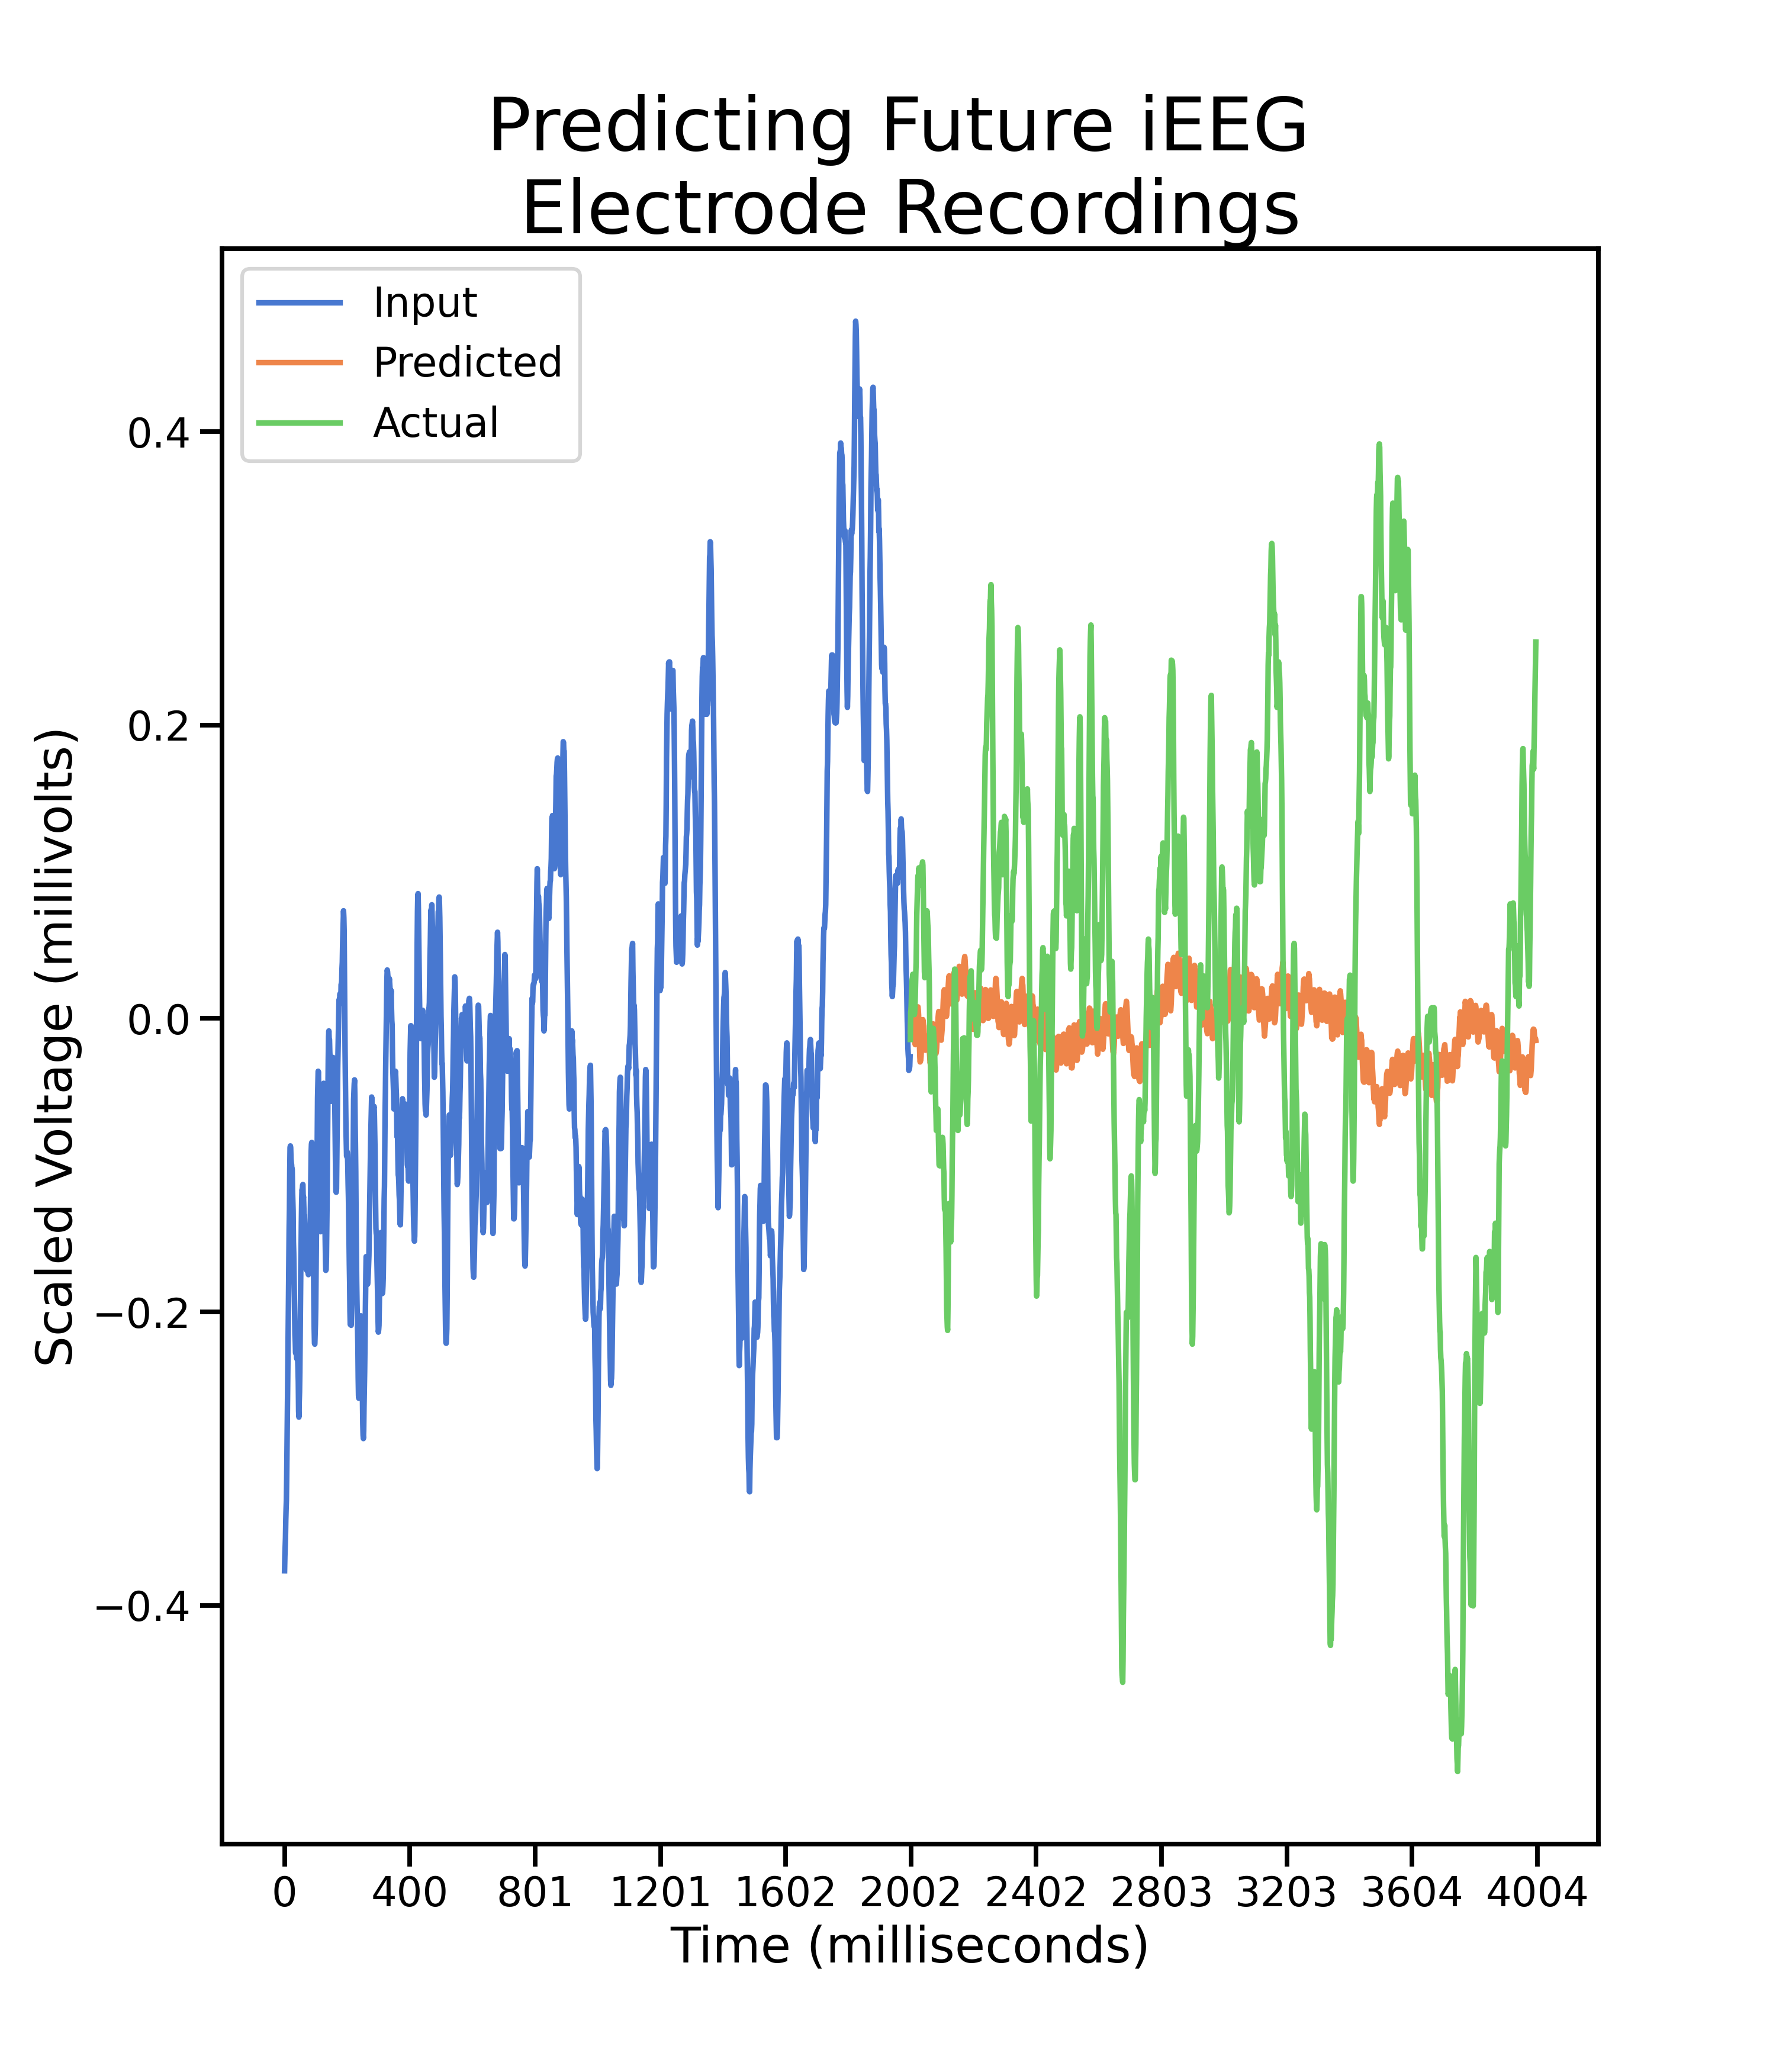 Predicting Future iEEG
Electrode Recordings
Input
Predicted
Actual
Scaled Voltage (millivolts)
0.4
0.2
0.0
−0.2
−0.4
0 400 801 1201 1602 2002 2402 2803 3203 3604 4004
Time (milliseconds)